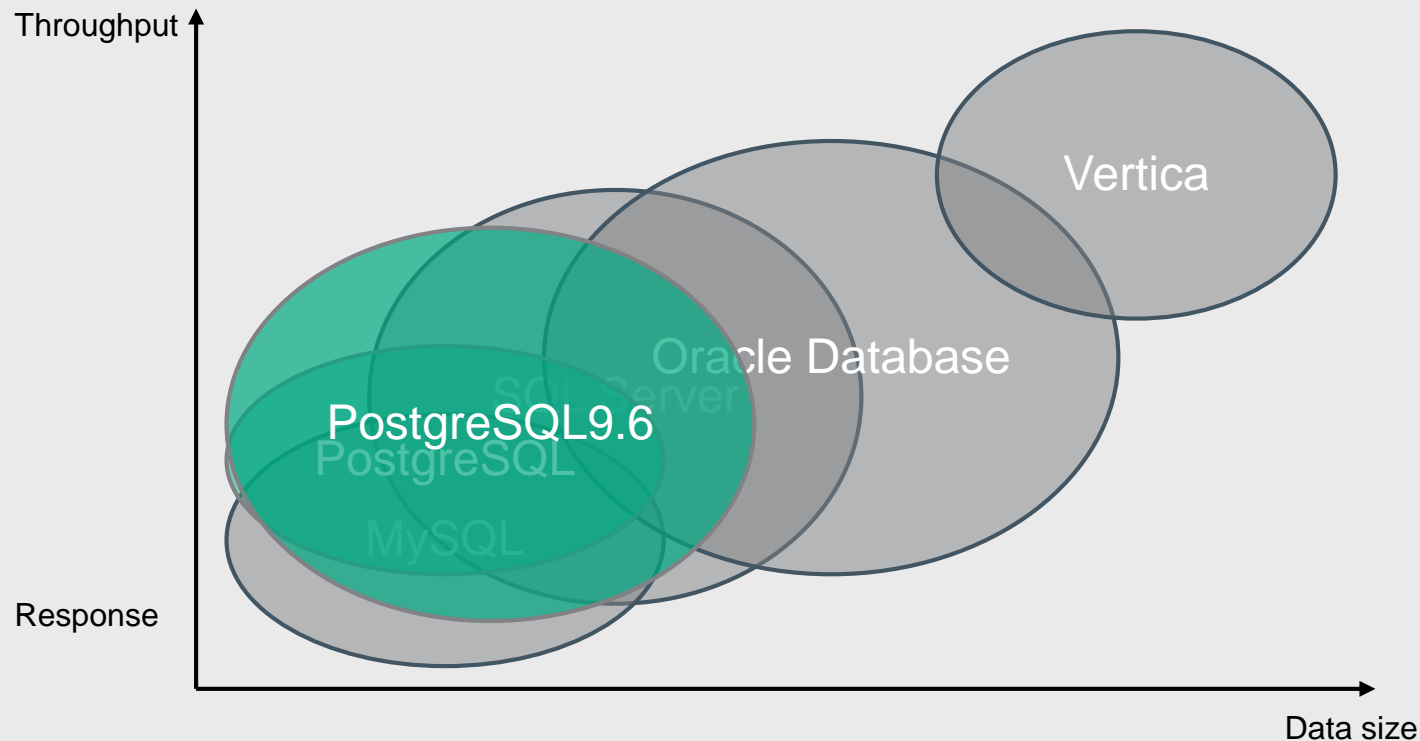 Throughput
Vertica
Oracle Database
SQL Server
PostgreSQL9.6
PostgreSQL
MySQL
Response
Data size